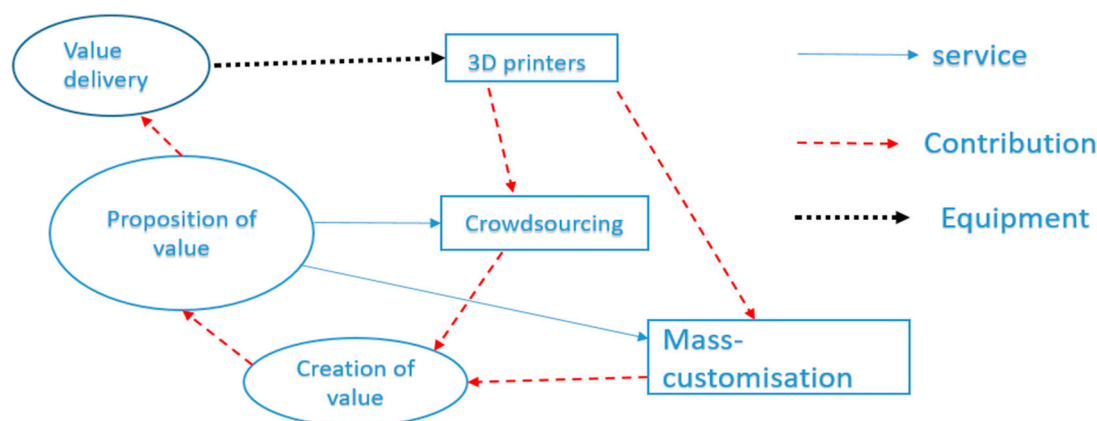 Value
delivery
3D printers
service
Contribution
Equipment
Proposition of
value
Crowdsourcing
Creation of
value
Mass-
customisation